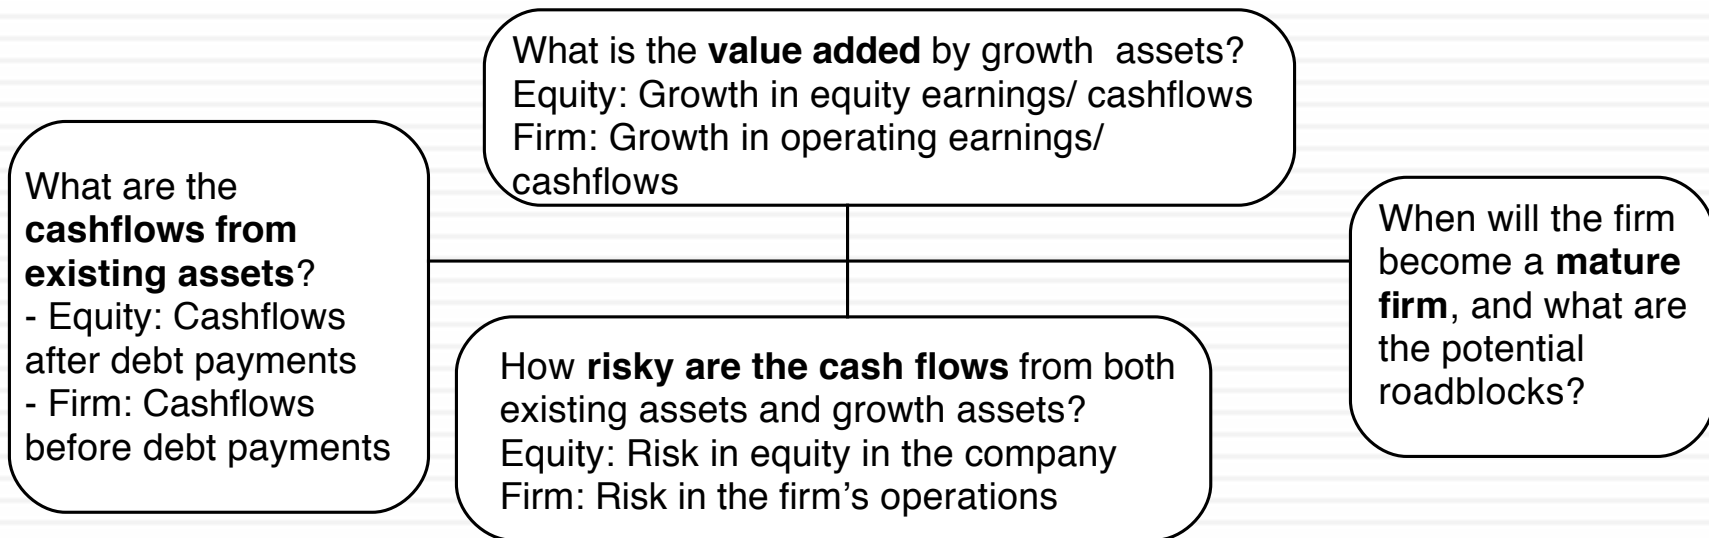 What is the value added by growth assets?
Equity: Growth in equity earnings/ cashflows
Firm: Growth in operating earnings/
cashflows
What are the
cashflows from
existing assets?
- Equity: Cashflows
after debt payments
- Firm: Cashflows
before debt payments
How risky are the cash flows from both
existing assets and growth assets?
Equity: Risk in equity in the company
Firm: Risk in the firm’s operations
When will the firm
become a mature
firm, and what are
the potential
roadblocks?